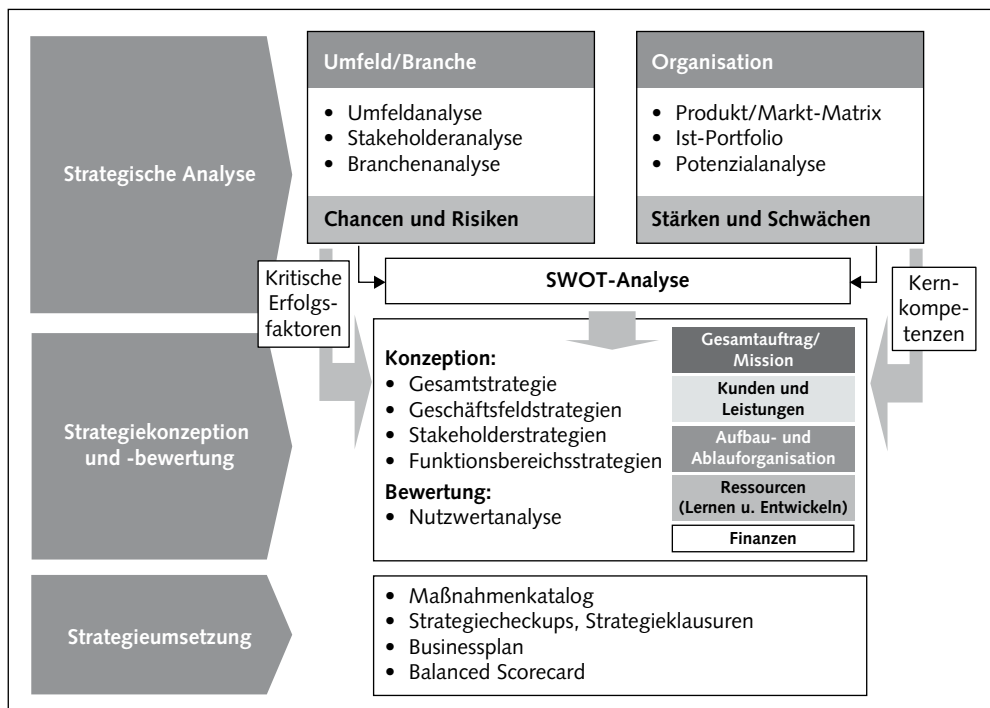 Strategische Analyse
Umfeld/Branche
• Umfeldanalyse
• Stakeholderanalyse
• Branchenanalyse
Chancen und Risiken
Organisation
• Produkt/Markt-Matrix
• Ist-Portfolio
• Potenzialanalyse
Stärken und Schwächen
Kritische
Erfolgs-
faktoren
SWOT-Analyse
Kern-
kompe-
tenzen
Strategiekonzeption
und -bewertung
Konzeption:
• Gesamtstrategie
• Geschäftsfeldstrategien
• Stakeholderstrategien
• Funktionsbereichsstrategien
Bewertung:
• Nutzwertanalyse
Gesamtauftrag/
Mission
Kunden und
Leistungen
Aufbau- und
Ablauforganisation
Ressourcen
(Lernen u. Entwickeln)
Finanzen
Strategieumsetzung
• Maßnahmenkatalog
• Strategiecheckups, Strategieklausuren
• Businessplan
• Balanced Scorecard